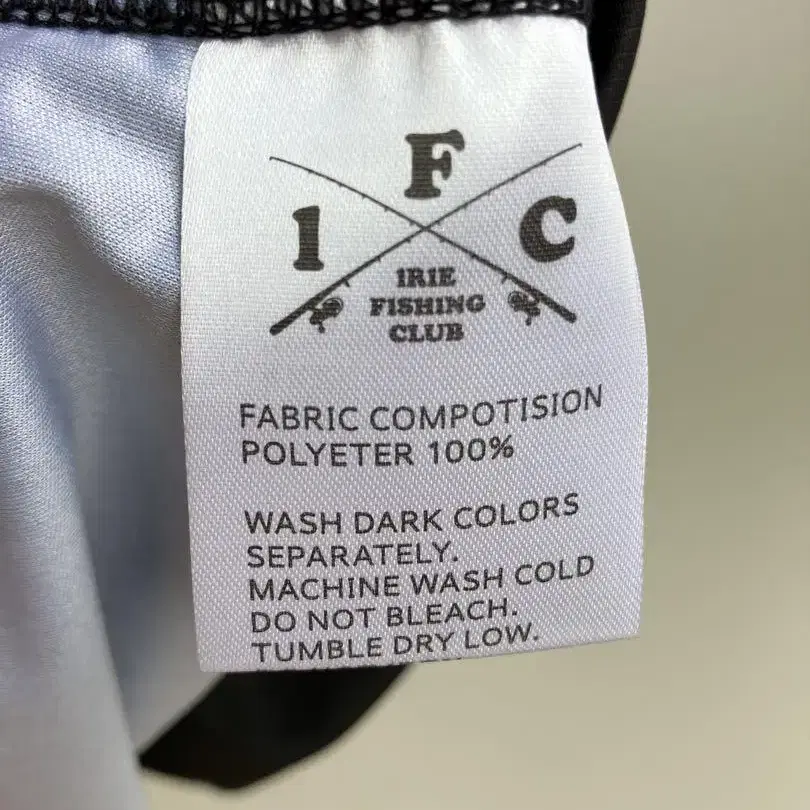 F
I C
IRIE
FISHING
CLUB
FABRIC COMPOTISION
POLYETER 100%
WASH DARK COLORS
SEPARATELY.
MACHINE WASH COLD
DO NOT BLEACH.
TUMBLE DRY LOW.